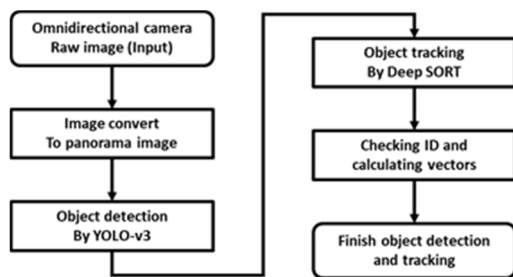 Omnidirectional camera
Raw image (Input)
Image convert
To panorama image
Object detection
By YOLO-v3
Object tracking
By Deep SORT
Checking ID and
calculating vectors
Finish object detection
and tracking